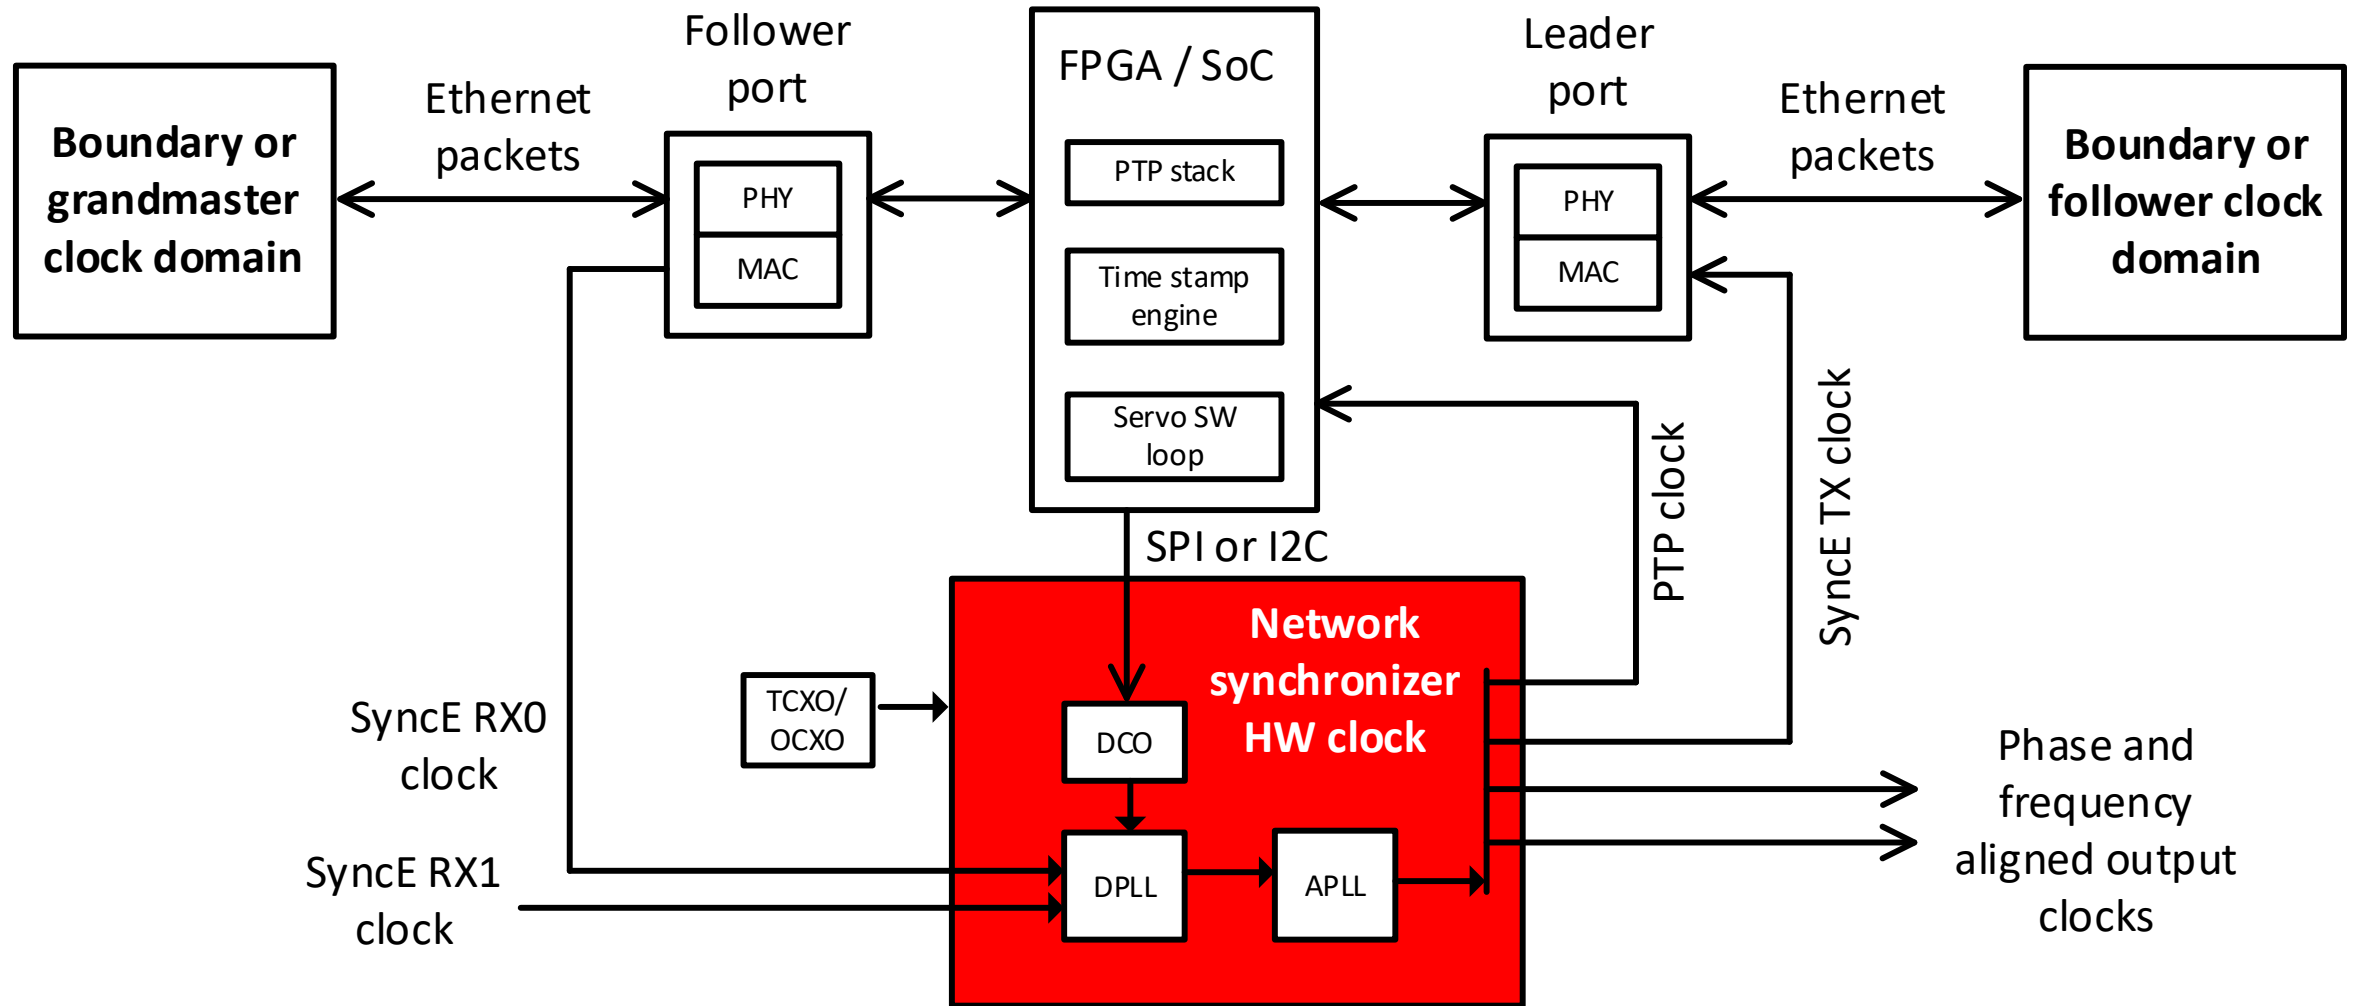 Boundary or
grandmaster
clock domain
Ethernet
packets
Follower
port
PHY
MAC
FPGA / SoC
PTP stack
Time stamp
engine
Servo SW
loop
Leader
port
PHY
MAC
Ethernet
packets
Boundary or
follower clock
domain
SPI or I2C
PTP clock
SyncE TX clock
Network
synchronizer
HW clock
TCXO/
OCXO
DCO
DPLL
APLL
SyncE RX0
clock
SyncE RX1
clock
Phase and
frequency
aligned output
clocks